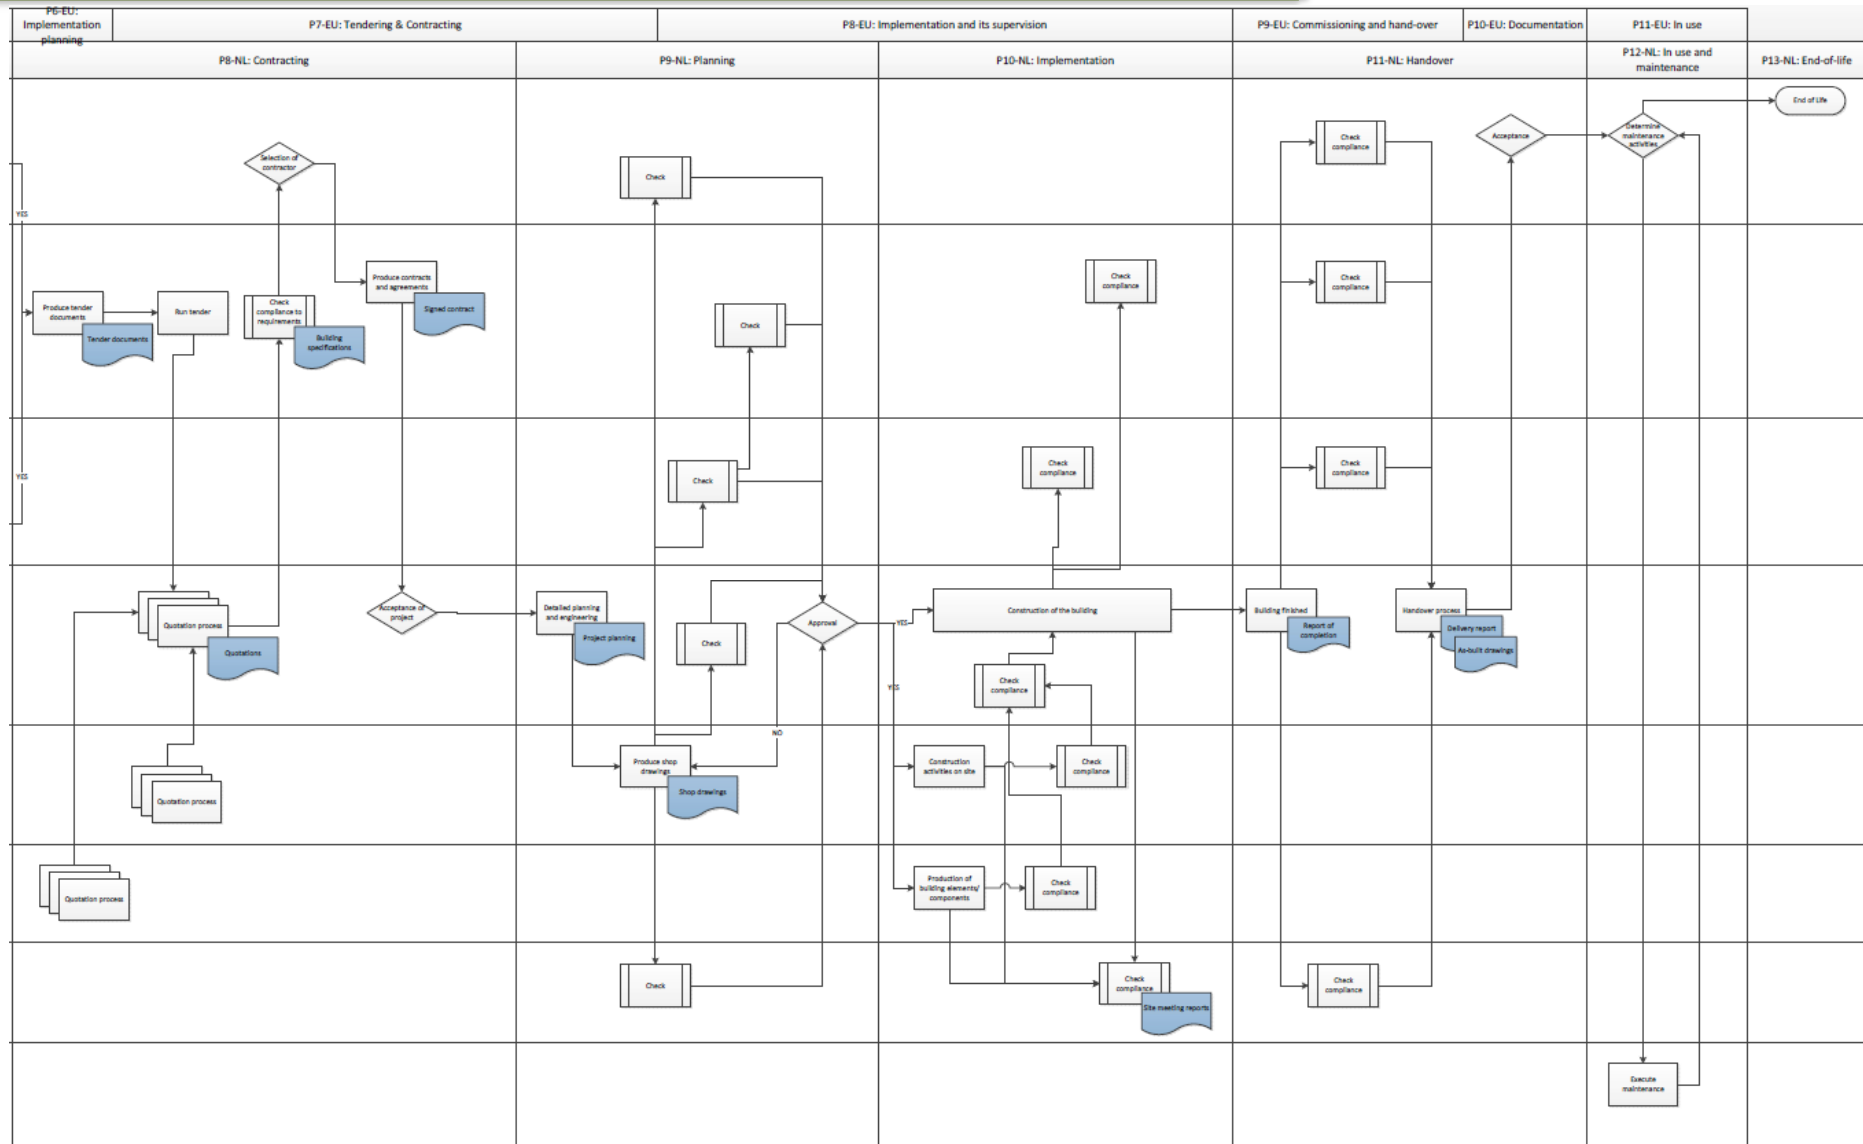 P6-EU:
Implementation
planning
P7-EU: Tendering & Contracting
P8-EU: Implementation and its supervision
P9-EU: Commissioning and hand-over
P10-EU: Documentation
P11-EU: In use
P8-NL: Contracting
P9-NL: Planning
P10-NL: Implementation
P11-NL: Handover
P12-NL: In use and
maintenance
P13-NL: End-of-life
End of Life
Selection of
contractor
Check
Check
compliance
Acceptance
Determine
maintenance
activities
YES
Produce tender
documents
Tender documents
Run tender
Check
compliance to
requirements
Building
specifications
Produce contracts
and agreements
Signed contract
Check
Check
compliance
Check
compliance
YES
Check
Check
compliance
Check
compliance
Quotation process
Quotations
Acceptance of
project
Detailed planning
and engineering
Project planning
Check
Approval
YES
Construction of the building
Building finished
Report of
completion
Handover process
Delivery report
As-built drawings
Check
compliance
YES
NO
Quotation process
Produce shop
drawings
Shop drawings
Construction
activities on site
Check
compliance
Quotation process
Production of
building elements/
components
Check
compliance
Check
Check
compliance
Site meeting reports
Check
compliance
Execute
maintenance